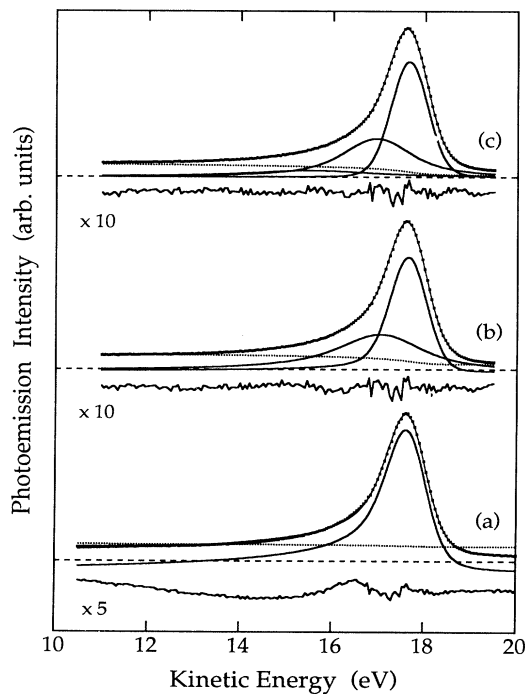 Photoemission Intensity (arb. units)
(c)
x 10
(b)
x 10
(a)
x 5
10 12 14 16 18 20
Kinetic Energy (eV)